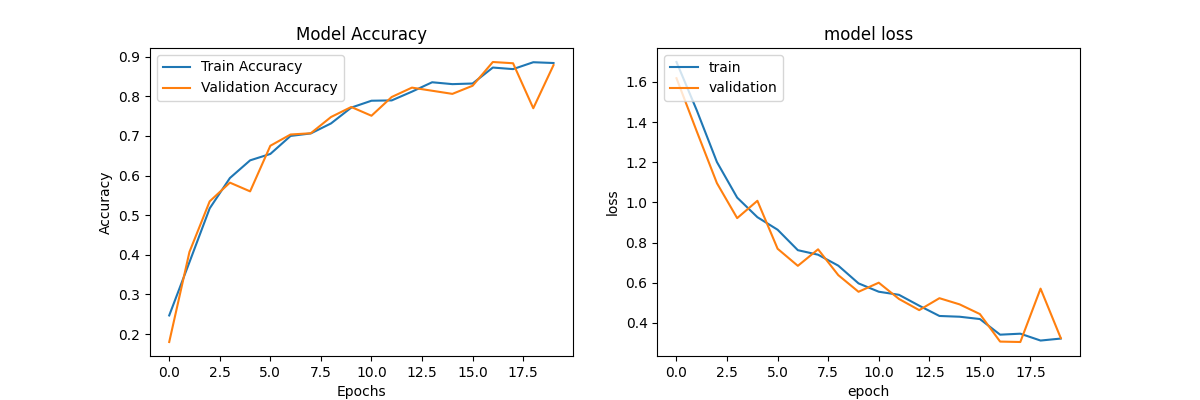 Model Accuracy
Train Accuracy
Validation Accuracy
0.9
0.8
0.7
0.6
0.5
0.4
0.3
0.2
Accuracy
0.0 2.5 5.0 7.5 10.0 12.5 15.0 17.5
Epochs
model loss
train
validation
1.6
1.4
1.2
1.0
0.8
0.6
0.4
loss
0.0 2.5 5.0 7.5 10.0 12.5 15.0 17.5
epoch